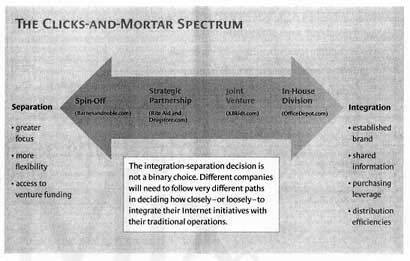 THE CLICKS-AND-MORTAR SPECTRUM
Separation
• greater
focus
• more
flexibility
• access to
venture funding
Spin-Off
(Barnesandnoble.com)
Strategic
Partnership
(Rite Aid and
Drugstore.com)
Joint
Venture
(KBkids.com)
In-House
Division
(OfficeDepot.com)
Integration
• established
brand
• shared
information
• purchasing
leverage
• distribution
efficiencies
The integration-separation decision is
not a binary choice. Different companies
will need to follow very different paths
in deciding how closely–or loosely–to
integrate their Internet initiatives with
their traditional operations.